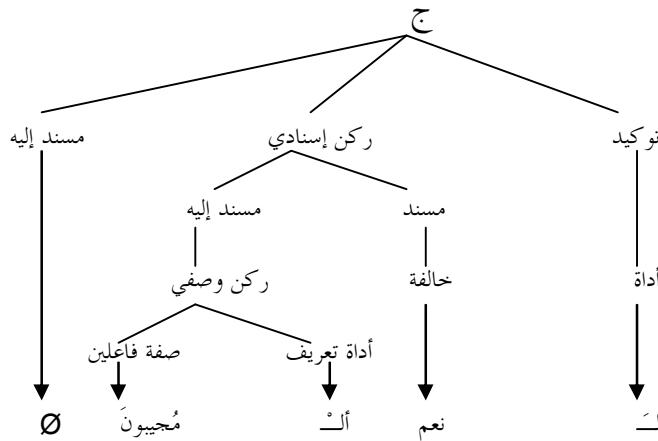 ج
توكيد ركن إسنادي مسند إليه
مسند مسند إليه
أداة خالفة ركن وصفي
أداة تعريف صفة فاعلين
لَـ نعم ألْـ مُجيبونَ Ø